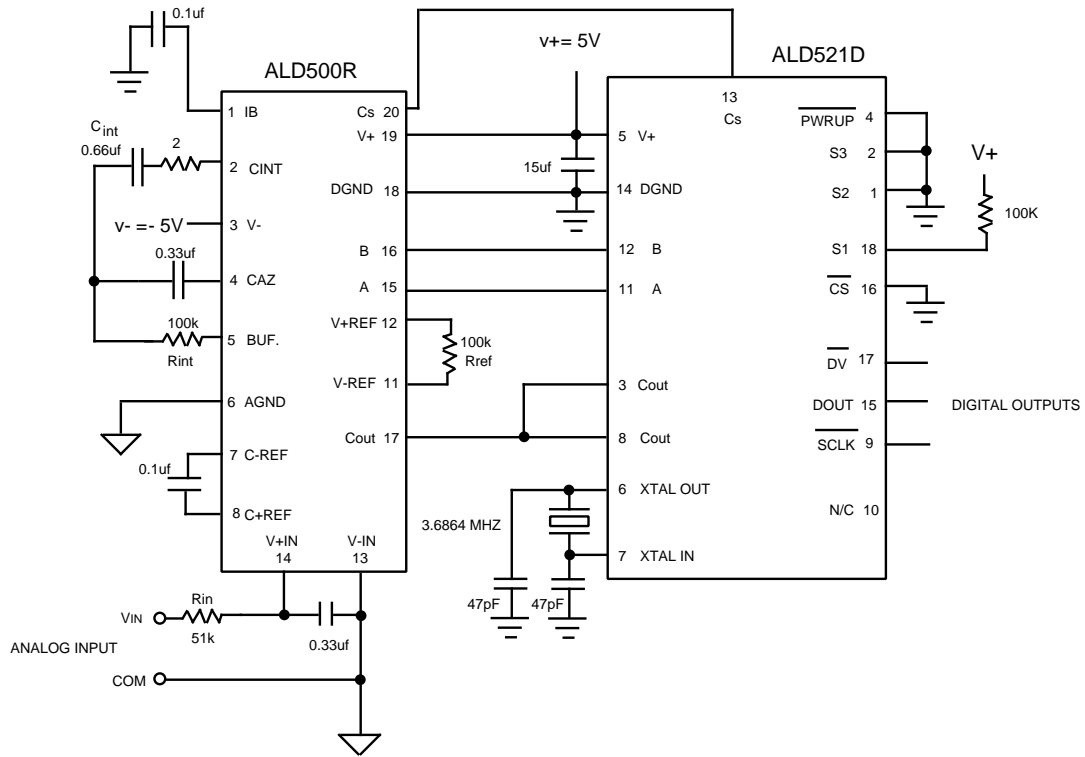 0.1uf
v+= 5V
ALD500R
ALD521D
1 IB
Cs 20
13
Cs
PWRUP 4
Cint
0.66uf
2
V+ 19
5 V+
2 CINT
15uf
S3 2
V+
DGND 18
14 DGND
S2 1
100K
v- =- 5V
3 V-
0.33uf
B 16
12 B
S1 18
4 CAZ
A 15
11 A
CS 16
100k
Rint
5 BUF.
V+REF 12
100k
Rref
DV 17
V-REF 11
3 Cout
6 AGND
DOUT 15
DIGITAL OUTPUTS
Cout 17
8 Cout
SCLK 9
0.1uf
7 C-REF
6 XTAL OUT
8 C+REF
3.6864 MHZ
N/C 10
V+IN
14
V-IN
13
7 XTAL IN
47pF
47pF
Rin
VIN
51k
0.33uf
ANALOG INPUT
COM